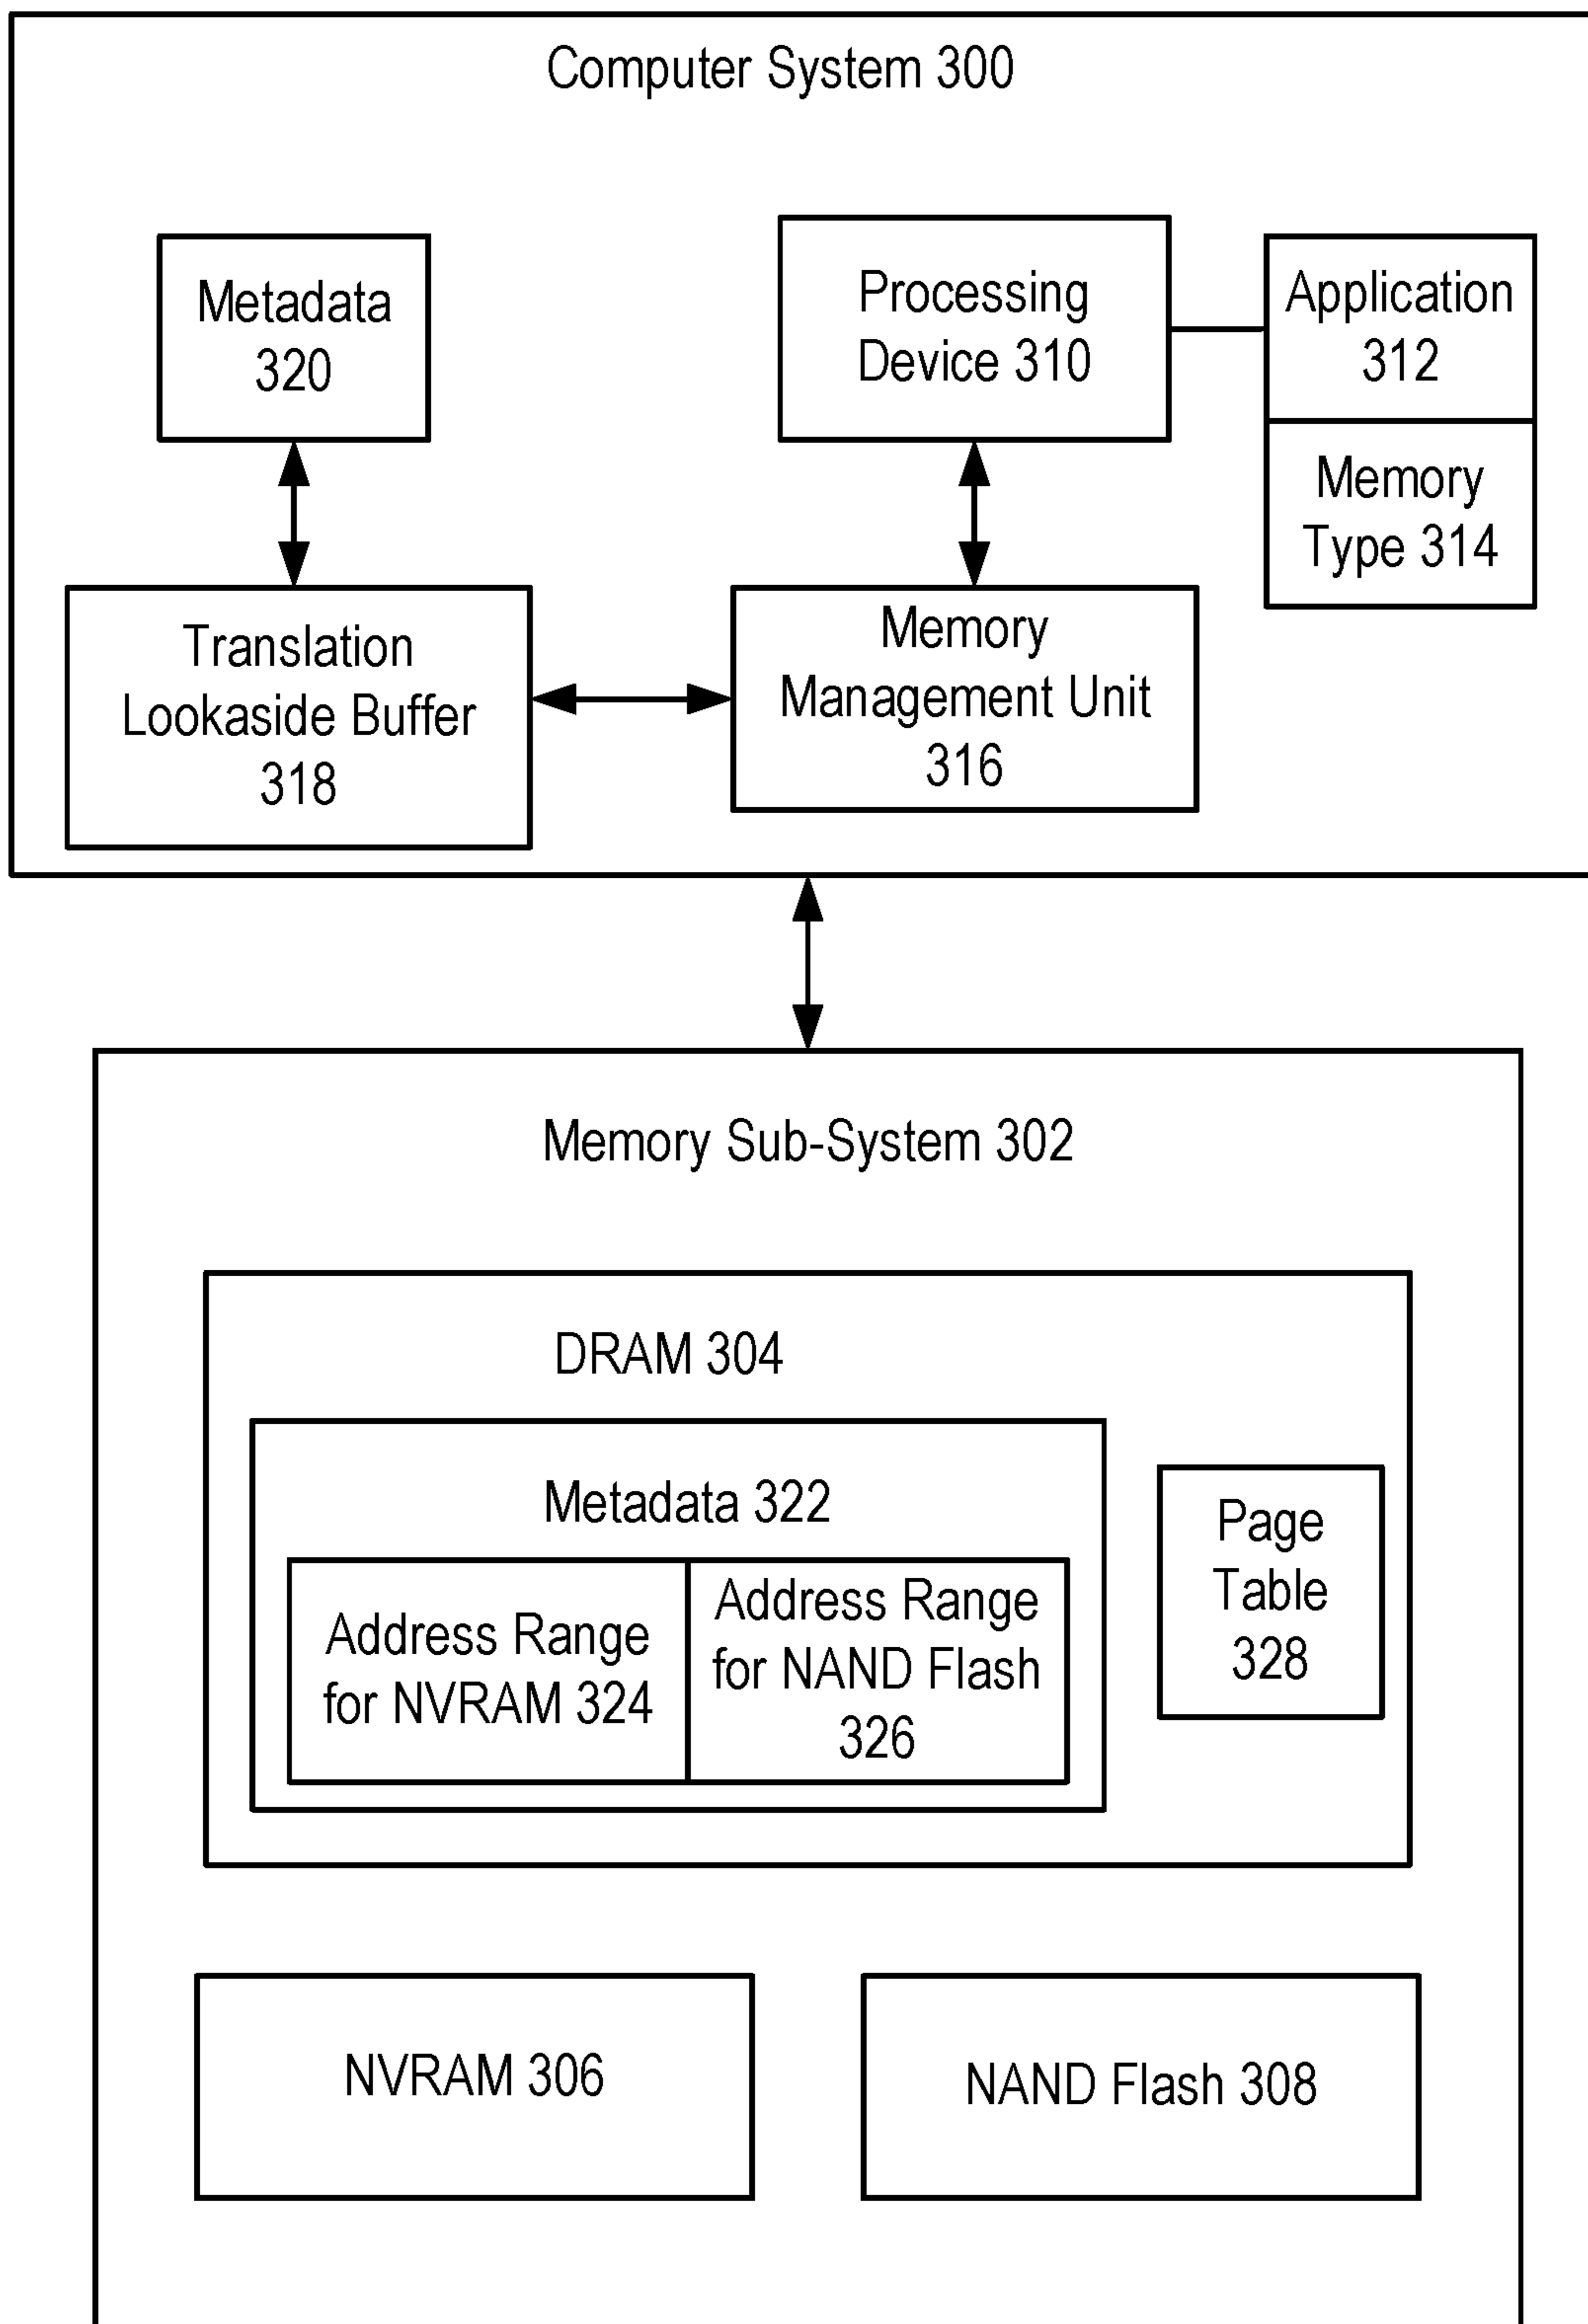 Computer System 300
Metadata
320
Processing
Device 310
Application
312
Memory
Type 314
Translation
Lookaside Buffer
318
Memory
Management Unit
316
Memory Sub-System 302
DRAM 304
Metadata 322
Address Range
for NVRAM 324
Address Range
for NAND Flash
326
Page
Table
328
NVRAM 306
NAND Flash 308